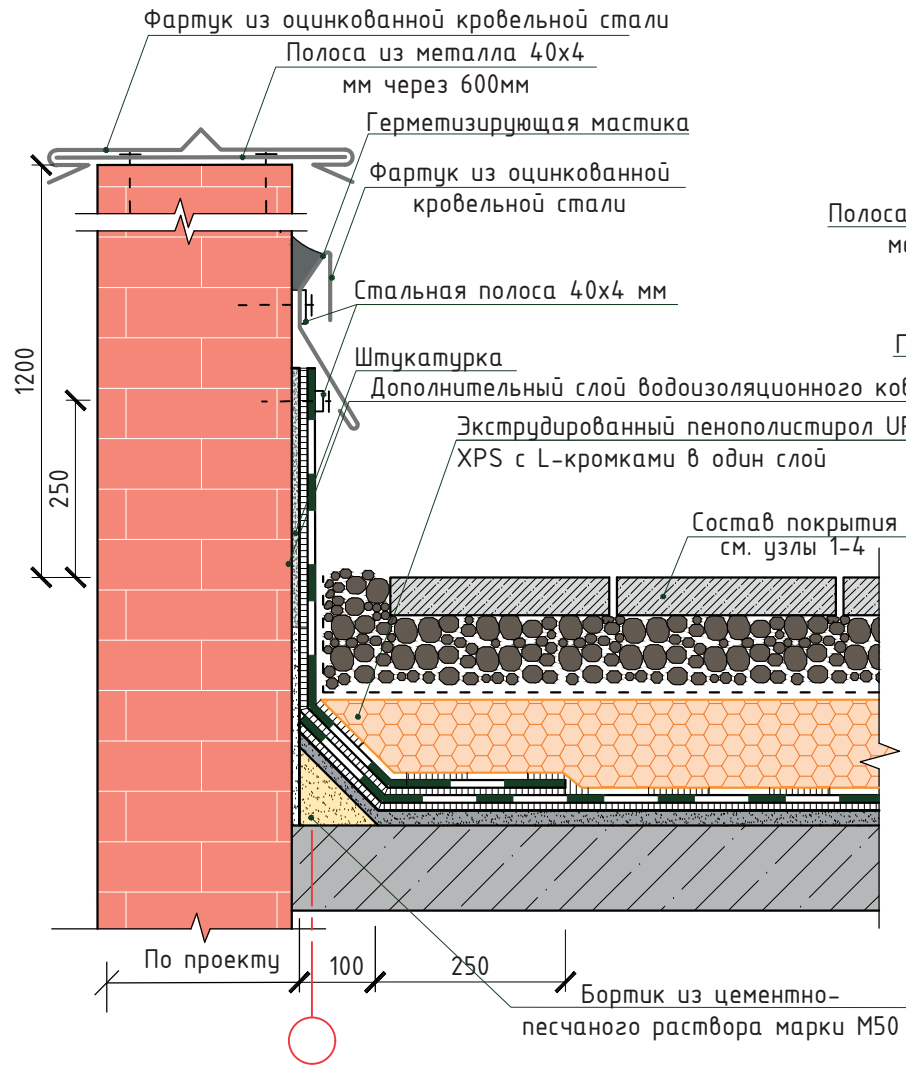 Фартук из оцинкованной кровельной стали
Полоса из металла 40х4
мм через 600мм
Герметизирующая мастика
Фартук из оцинкованной
кровельной стали
Полоса
Стальная полоса 40х4 мм
Штукатурка
Дополнительный слой водоизоляционного
Экструдированный пенополистирол
XPS с L-кромками в один слой
Состав покрытия
см. узлы 1-4
1200
250
По проекту
100
250
Бортик из цементно-
песчаного раствора марки М50